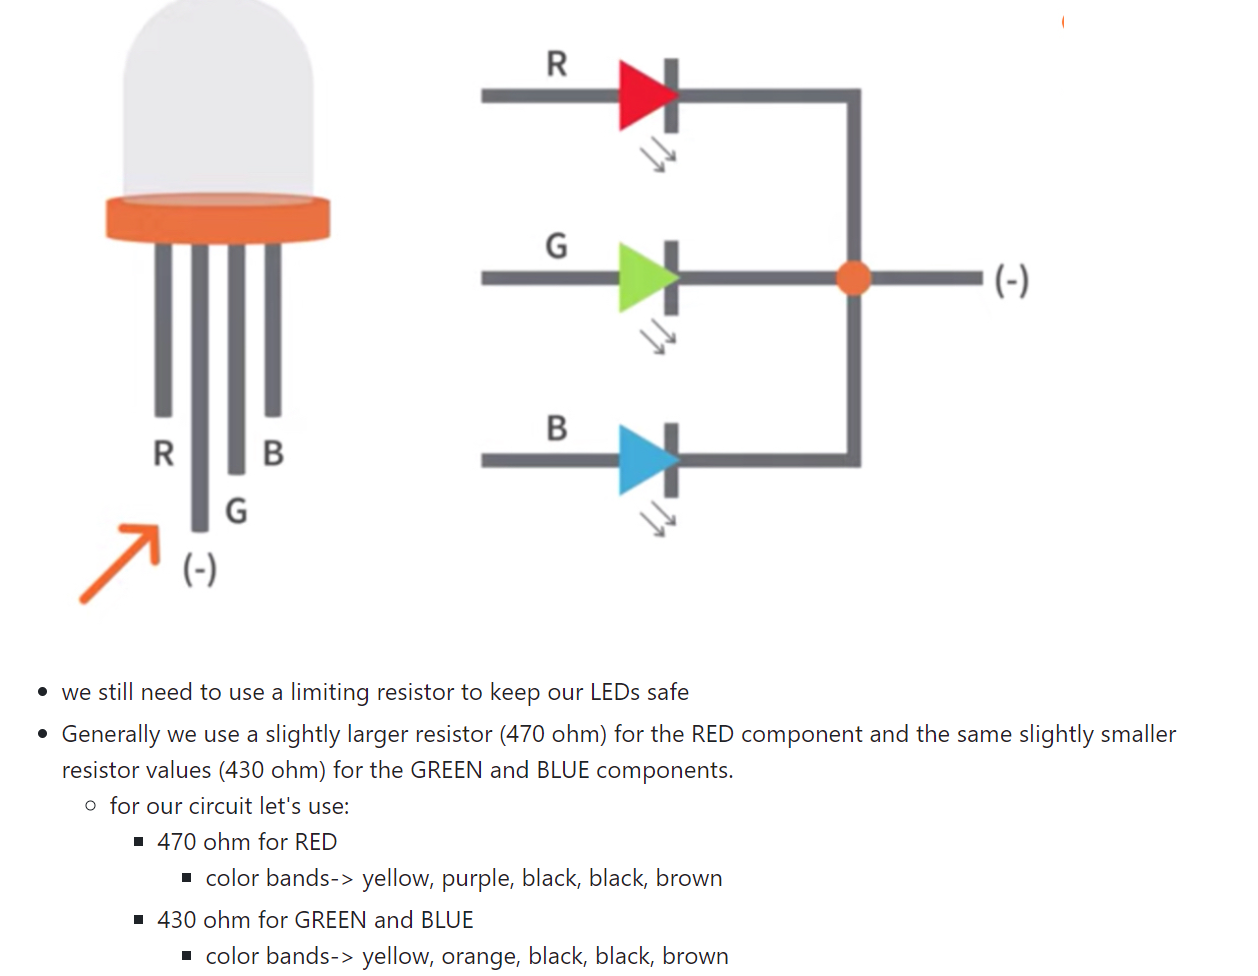 R
G
(-)
B
R
B
G
(-)
we still need to use a limiting resistor to keep our LEDs safe
Generally we use a slightly larger resistor (470 ohm) for the RED component and the same slightly smaller
resistor values (430 ohm) for the GREEN and BLUE components.
for our circuit let's use:
470 ohm for RED
color bands-> yellow, purple, black, black, brown
430 ohm for GREEN and BLUE
color bands-> yellow, orange, black, black, brown